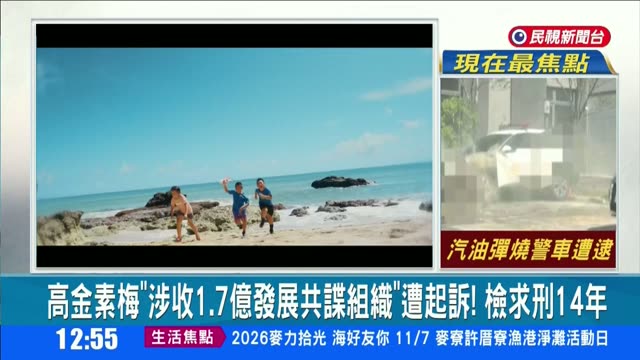 民視新聞台
現在最焦點
汽油彈燒警車遭逮
高金素梅"涉收1.7億發展共諜組織"遭起訴! 檢求刑14年
12:55 生活焦點 2026麥力拾光 海好友你 11/7 麥寮許厝寮漁港淨灘活動日